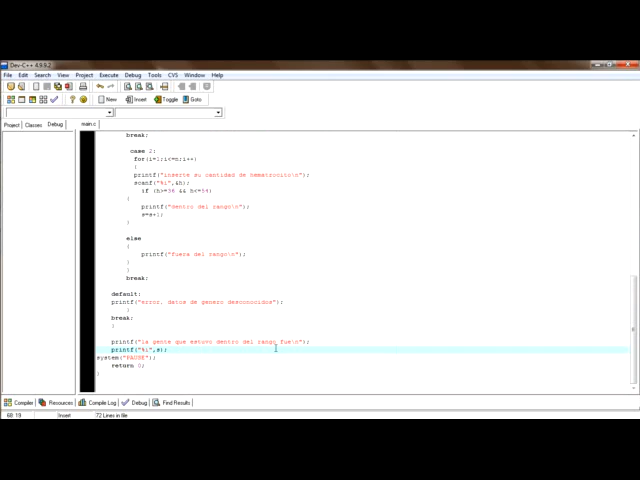 Dev-C++ 4.9.9.2
File Edit Search View Project Execute Debug Tools CVS Window Help
New Insert Toggle Goto
Project Classes Debug main.c
break;
case 2:
for(i=1;i<=n;i++)
{
printf("inserte su cantidad de hematrocito\n");
scanf("%i",&h);
if (h>=36 && h<=54)
{
printf("dentro del rango\n");
s=s+1;
}
else
{
printf("fuera del rango\n");
}
}
break;
default:
printf("error. datos de genero desconocidos");
}
break;
}
printf("la gente que estuvo dentro del rango fue\n");
printf("%i",s);
system("PAUSE");
return 0;
}
Compiler Resources Compile Log Debug Find Results
68: 19 Insert 72 Lines in file